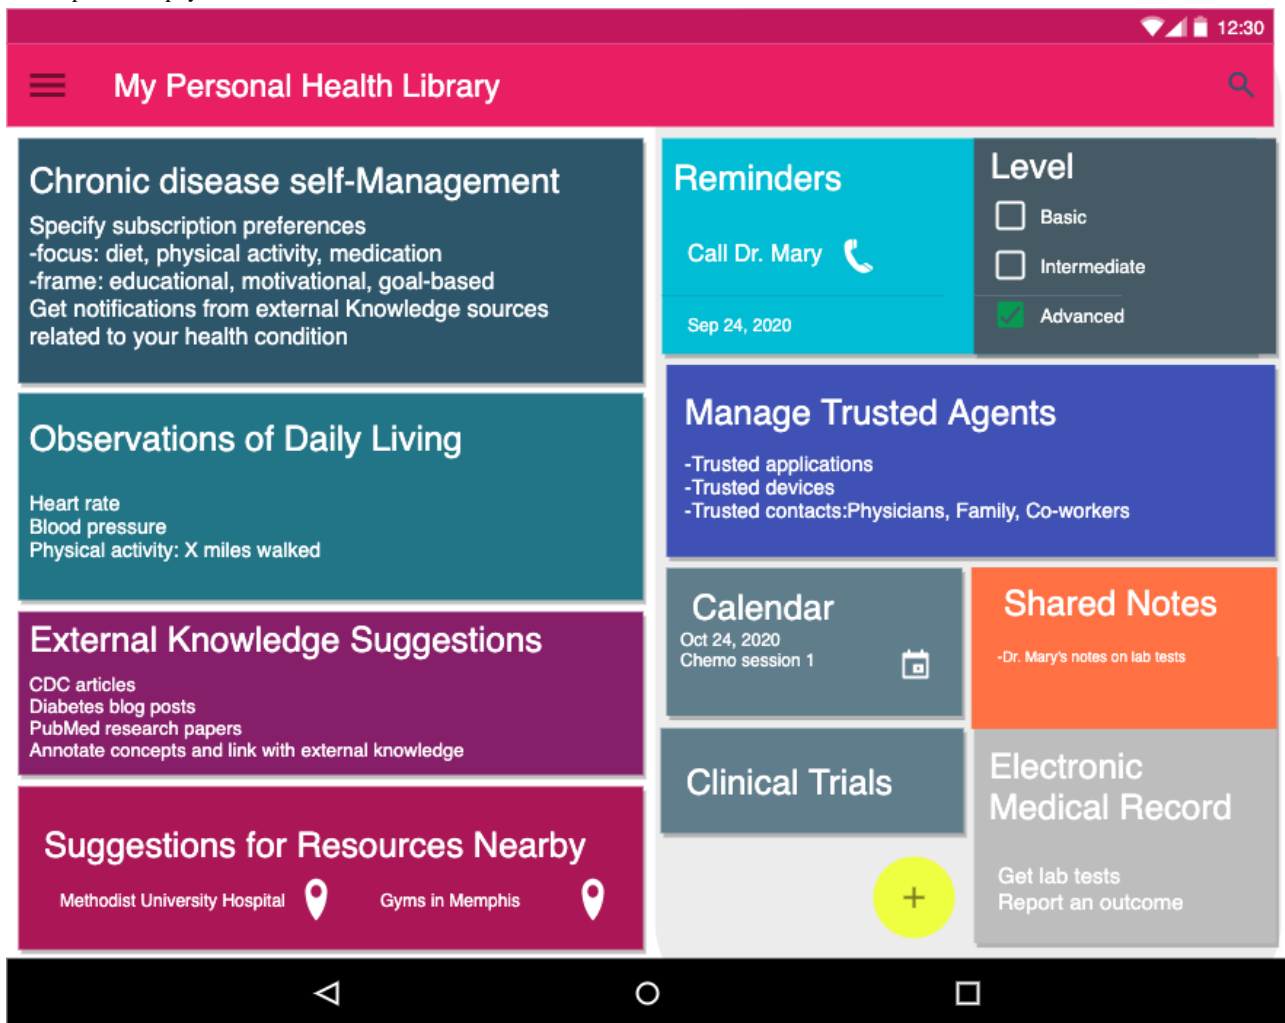 12:30
My Personal Health Library
Chronic disease self-Management
Specify subscription preferences
-focus: diet, physical activity, medication
-frame: educational, motivational, goal-based
Get notifications from external Knowledge sources
related to your health condition
Observations of Daily Living
Heart rate
Blood pressure
Physical activity: X miles walked
External Knowledge Suggestions
CDC articles
Diabetes blog posts
PubMed research papers
Annotate concepts and link with external knowledge
Suggestions for Resources Nearby
Methodist University Hospital
Gyms in Memphis
Reminders
Call Dr. Mary
Sep 24, 2020
Level
Basic
Intermediate
Advanced
Manage Trusted Agents
-Trusted applications
-Trusted devices
-Trusted contacts:Physicians, Family, Co-workers
Calendar
Oct 24, 2020
Chemo session 1
Shared Notes
-Dr. Mary's notes on lab tests
Clinical Trials
Electronic
Medical Record
Get lab tests
Report an outcome
+